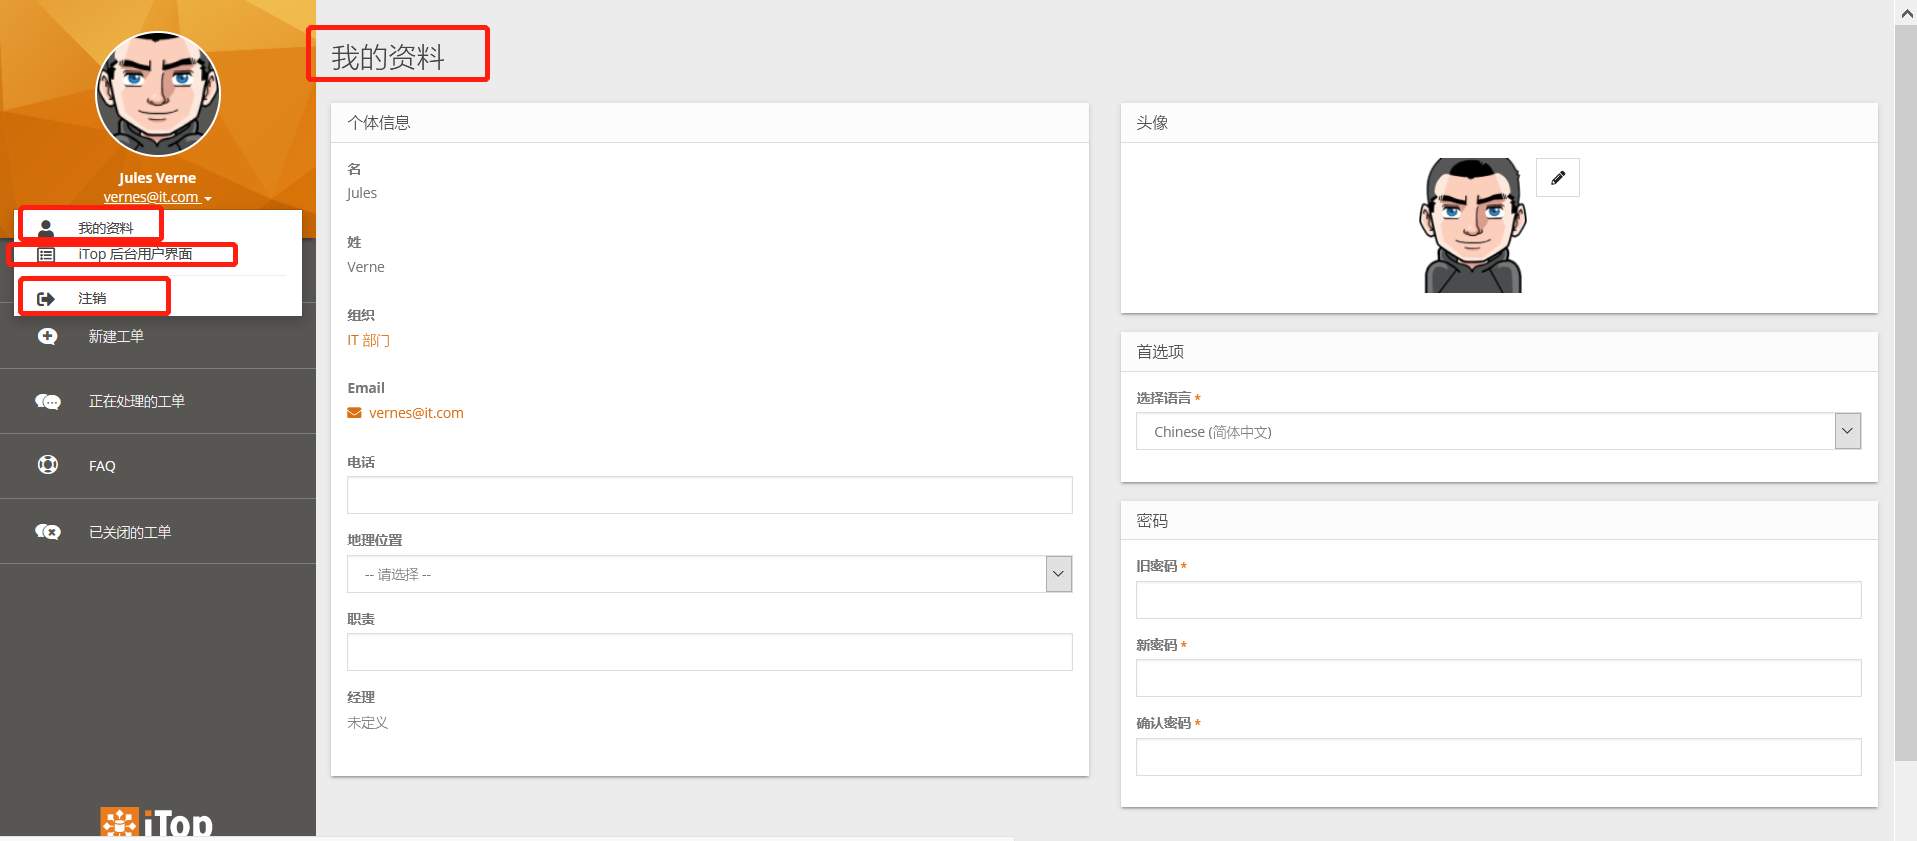 Jules Verne
vernes@it.com
我的资料
iTop 后台用户界面
注销
新建工单
正在处理的工单
FAQ
已关闭的工单
iTop
我的资料
个体信息
名
Jules
姓
Verne
组织
IT 部门
Email
vernes@it.com
电话
地理位置
-- 请选择 --
职责
经理
未定义
头像
首选项
选择语言 *
Chinese (简体中文)
密码
旧密码 *
新密码 *
确认密码 *